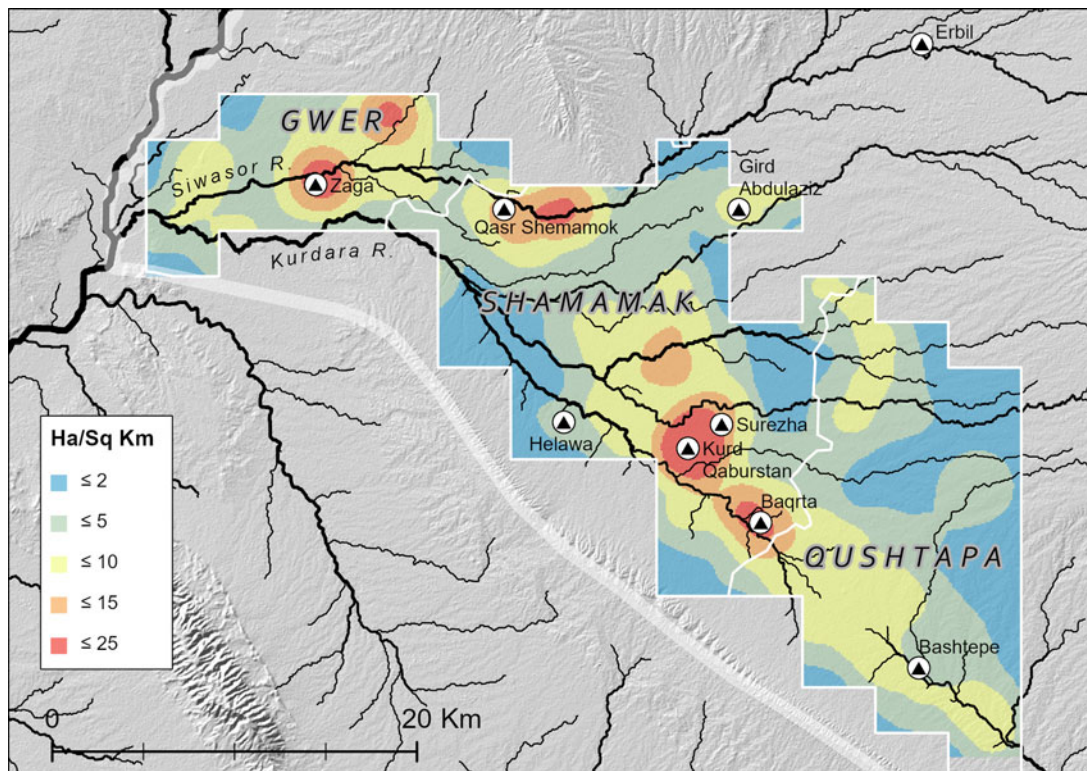 Erbil
GWER
Siwasor R.
Zaga
Gird
Abdulaziz
Qasr Shemamok
Kurdara R.
SHAMAMAK
Ha/Sq Km
≤ 2
≤ 5
≤ 10
≤ 15
≤ 25
Helawa
Surezha
Kurd
Qaburstan
Baqrta
QUSHTAPA
Bashtepe
0
20 Km